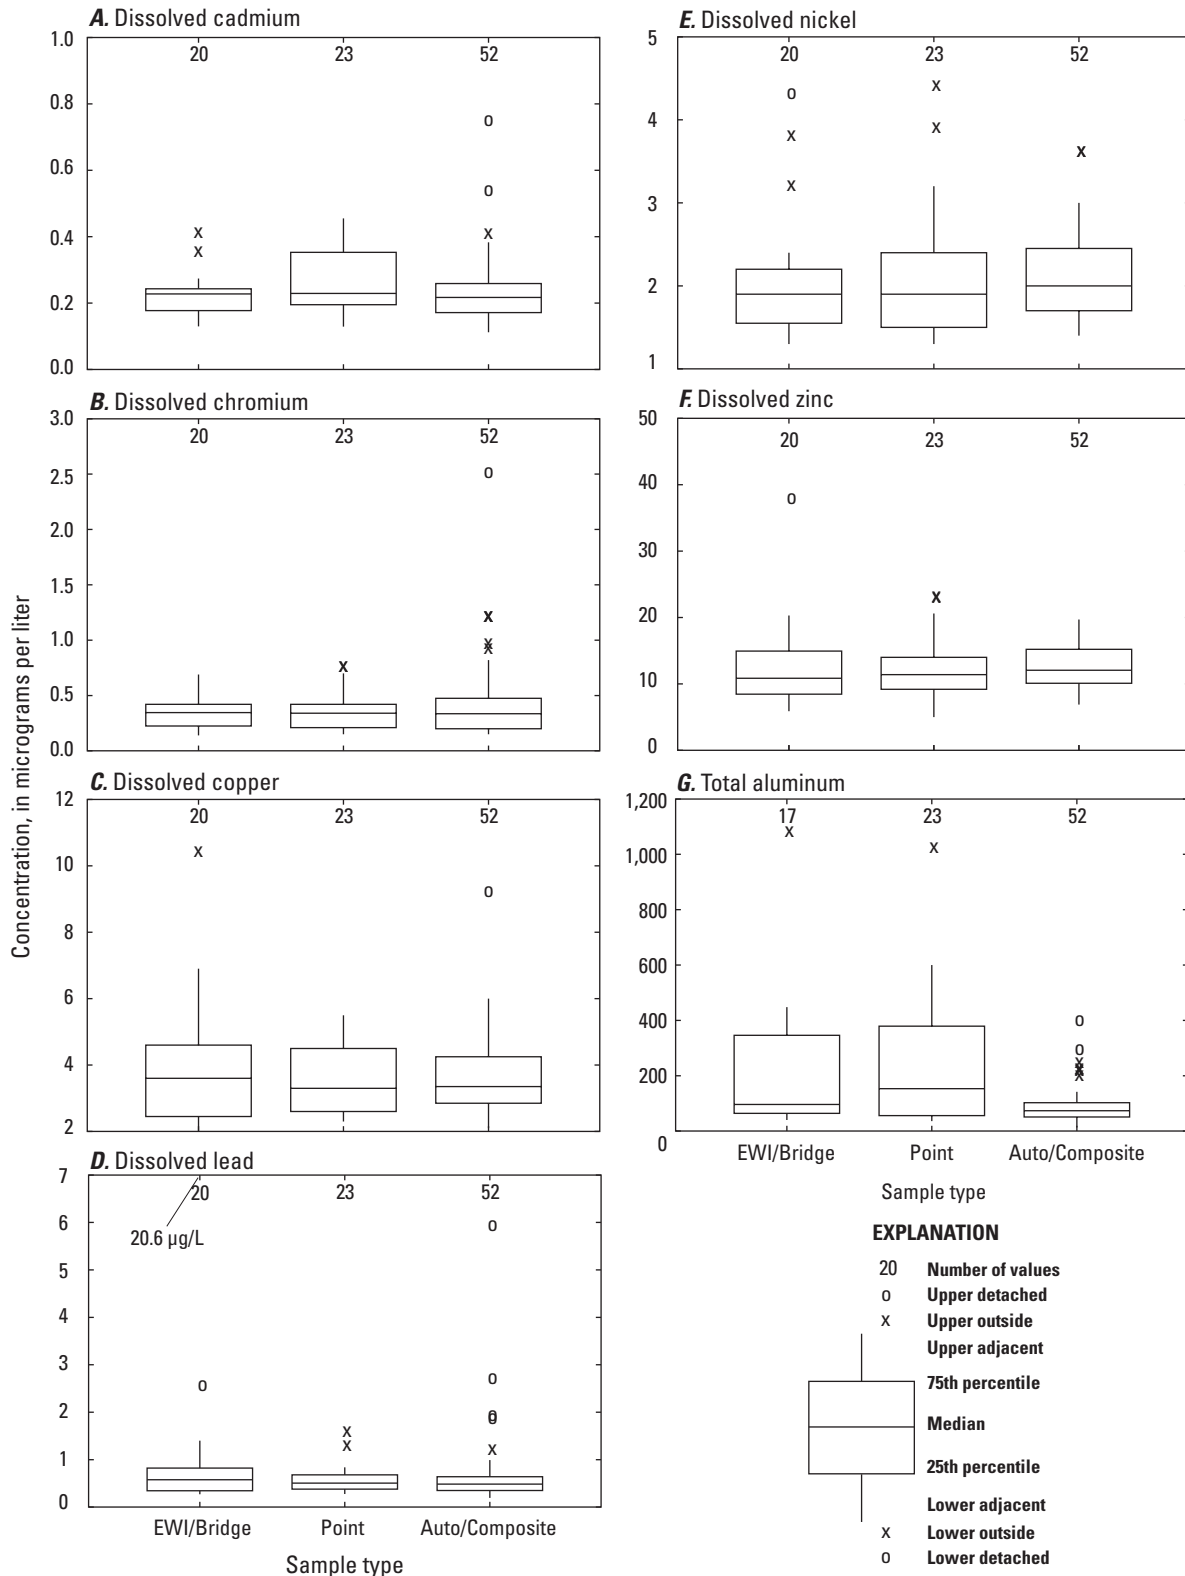 A. Dissolved cadmium
1.0
20 23 52
0.8
0.6
0.4
0.2
0.0
B. Dissolved chromium
3.0
20 23 52
2.5
2.0
1.5
1.0
0.5
0.0
C. Dissolved copper
12
20 23 52
10
8
6
4
2
D. Dissolved lead
7
20 23 52
6
20.6 µg/L
5
4
3
2
1
0
EWI/Bridge Point Auto/Composite
Sample type
Concentration, in micrograms per liter
E. Dissolved nickel
5
20 23 52
4
3
2
1
F. Dissolved zinc
50
20 23 52
40
30
20
10
0
G. Total aluminum
1,200
17 23 52
1,000
800
600
400
200
0
EWI/Bridge Point Auto/Composite
Sample type
EXPLANATION
20 Number of values
o Upper detached
x Upper outside
Upper adjacent
75th percentile
Median
25th percentile
Lower adjacent
x Lower outside
o Lower detached